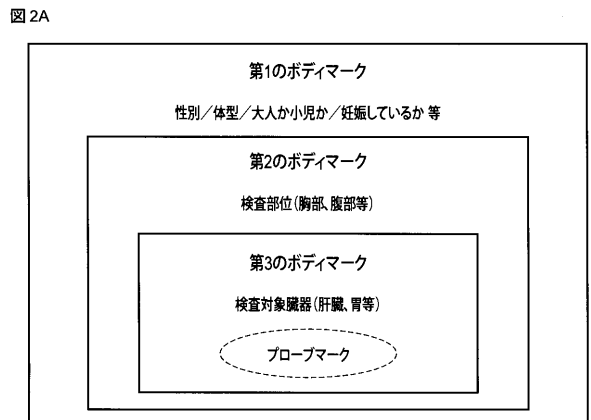 図2A
第1のボディマーク
性別／体型／大人か小児か／妊娠しているか 等
第2のボディマーク
検査部位(胸部、腹部等)
第3のボディマーク
検査対象臓器(肝臓、胃等)
プローブマーク